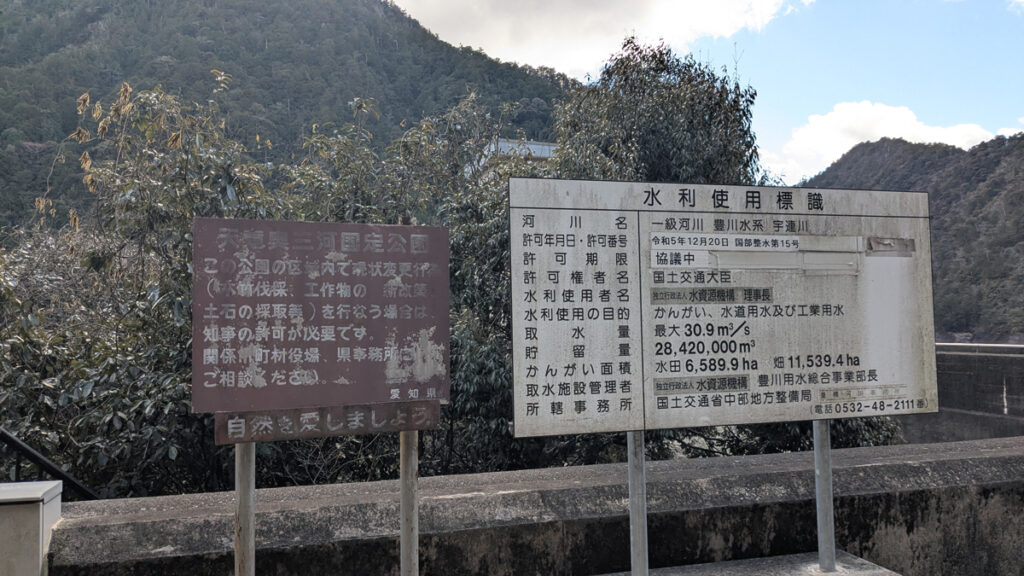 天竜奥三河国定公園
この公園の区域内で現状変更行為
伐採、工作物の 新改築、
土石の採取等)を行なう場合は、
知事の許可が必要です。
関係市町村役場、県事務所に
ご相談ください。
愛知県
自然を愛しましょう
水利使用標識
河川名 一級河川 豊川水系 宇連川
許可年月日・許可番号 令和5年12月20日 国部整水第15号
許可期限 協議中
許可権者名 国土交通大臣
水利使用者名 独立行政法人 水資源機構 理事長
水利使用の目的 かんがい、水道用水及び工業用水
取水量 最大 30.9m³/s
貯留量 28,420,000m³
かんがい面積 水田 6,589.9ha 畑 11,539.4ha
取水施設管理者 独立行政法人 水資源機構 豊川用水総合事業部長
所轄事務所 国土交通省中部地方整備局
(電話 0532-48-2111番)